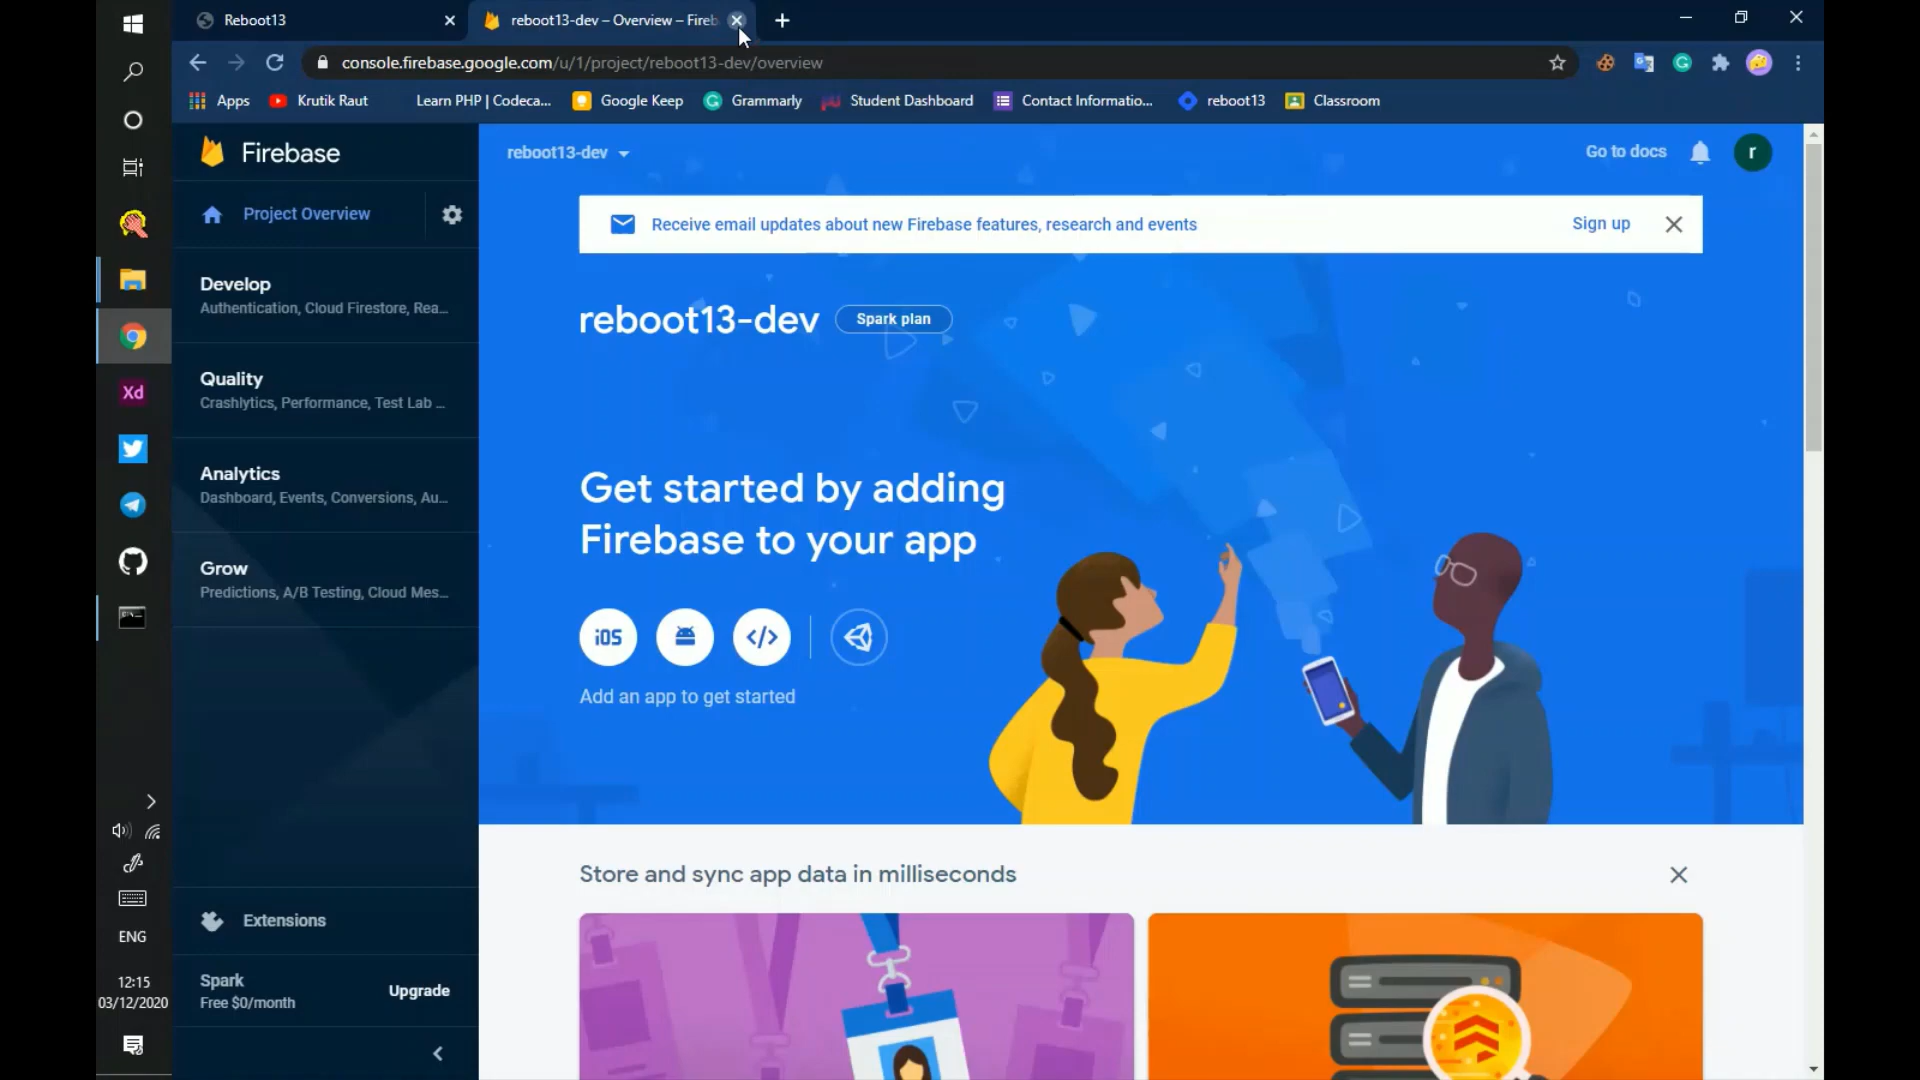 Reboot13
reboot13-dev – Overview – Fireb
console.firebase.google.com/u/1/project/reboot13-dev/overview
Apps
Krutik Raut
Learn PHP | Codeca...
Google Keep
Grammarly
Student Dashboard
Contact Informatio...
reboot13
Classroom
Firebase
reboot13-dev
Go to docs
r
Project Overview
Receive email updates about new Firebase features, research and events
Sign up
Develop
Authentication, Cloud Firestore, Rea...
reboot13-dev
Spark plan
Quality
Crashlytics, Performance, Test Lab ...
Xd
Analytics
Dashboard, Events, Conversions, Au...
Get started by adding
Firebase to your app
Grow
Predictions, A/B Testing, Cloud Mes...
iOS
</>
Add an app to get started
Store and sync app data in milliseconds
Extensions
ENG
Spark
Free $0/month
Upgrade
12:15
03/12/2020